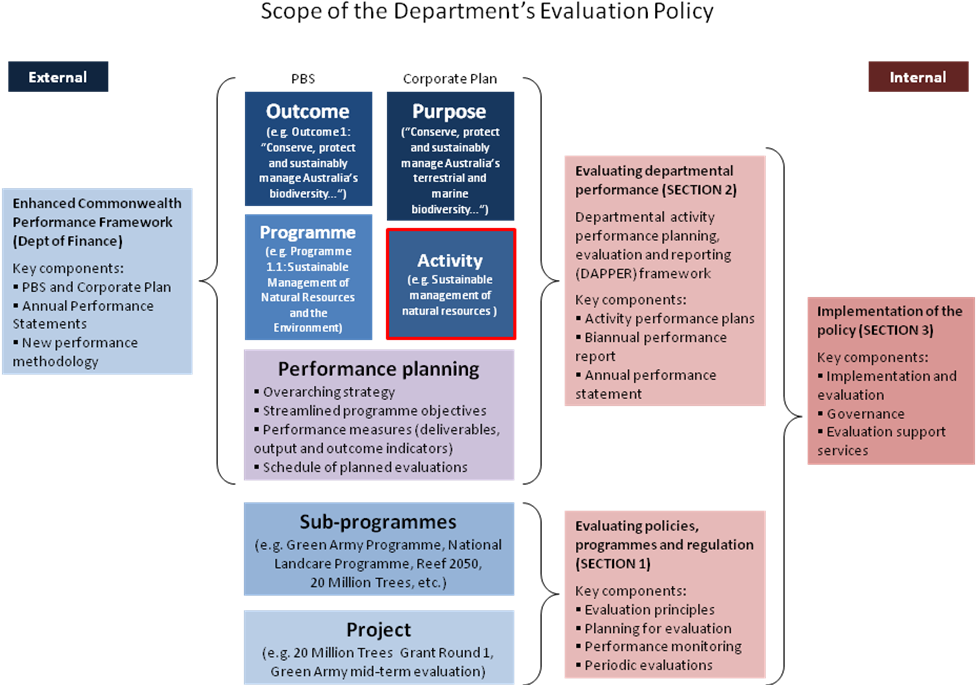 Scope of the Department's Evaluation Policy
External
PBS
Corporate Plan
Internal
Outcome
(e.g. Outcome 1:
"Conserve, protect
and sustainably
manage Australia's
biodiversity...")
Purpose
("Conserve, protect
and sustainably
manage Australia's
terrestrial and
marine
biodiversity...")
Enhanced Commonwealth
Performance Framework
(Dept of Finance)
Key components:
▪ PBS and Corporate Plan
▪ Annual Performance
Statements
▪ New performance
methodology
Programme
(e.g. Programme
1.1: Sustainable
Management of
Natural Resources
and the
Environment)
Activity
(e.g. Sustainable
management of
natural resources )
Performance planning
▪ Overarching strategy
▪ Streamlined programme objectives
▪ Performance measures (deliverables,
output and outcome indicators)
▪ Schedule of planned evaluations
Evaluating departmental
performance (SECTION 2)
Departmental activity
performance planning,
evaluation and reporting
(DAPPER) framework
Key components:
▪ Activity performance plans
▪ Biannual performance
report
▪ Annual performance
statement
Implementation of the
policy (SECTION 3)
Key components:
▪ Implementation and
evaluation
▪ Governance
▪ Evaluation support
services
Sub-programmes
(e.g. Green Army Programme, National
Landcare Programme, Reef 2050,
20 Million Trees, etc.)
Project
(e.g. 20 Million Trees Grant Round 1,
Green Army mid-term evaluation)
Evaluating policies,
programmes and regulation
(SECTION 1)
Key components:
▪ Evaluation principles
▪ Planning for evaluation
▪ Performance monitoring
▪ Periodic evaluations